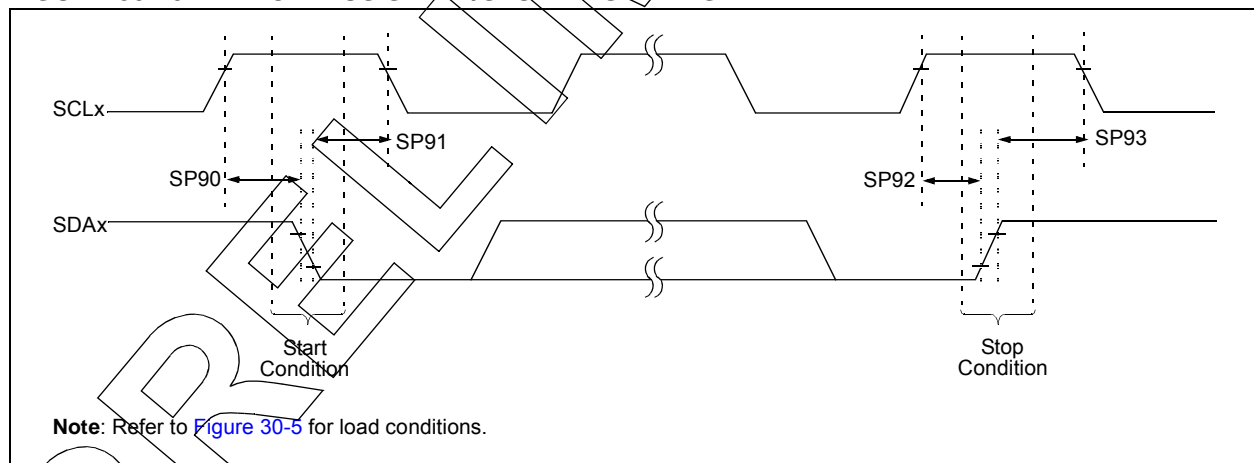 SCLx
SP91
SP93
SP90
SP92
SDAx
Start
Condition
Stop
Condition
Note: Refer to Figure 30-5 for load conditions.